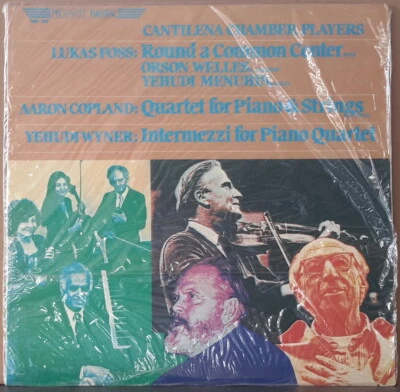 CANTILENA CHAMBER PLAYERS
LUKAS FOSS: Round a Common Center
ORSON WELLES
YEHUDI MENUHIN
AARON COPLAND: Quartet for Piano & Strings
YEHUDI WYNER: Intermezzi for Piano Quartet